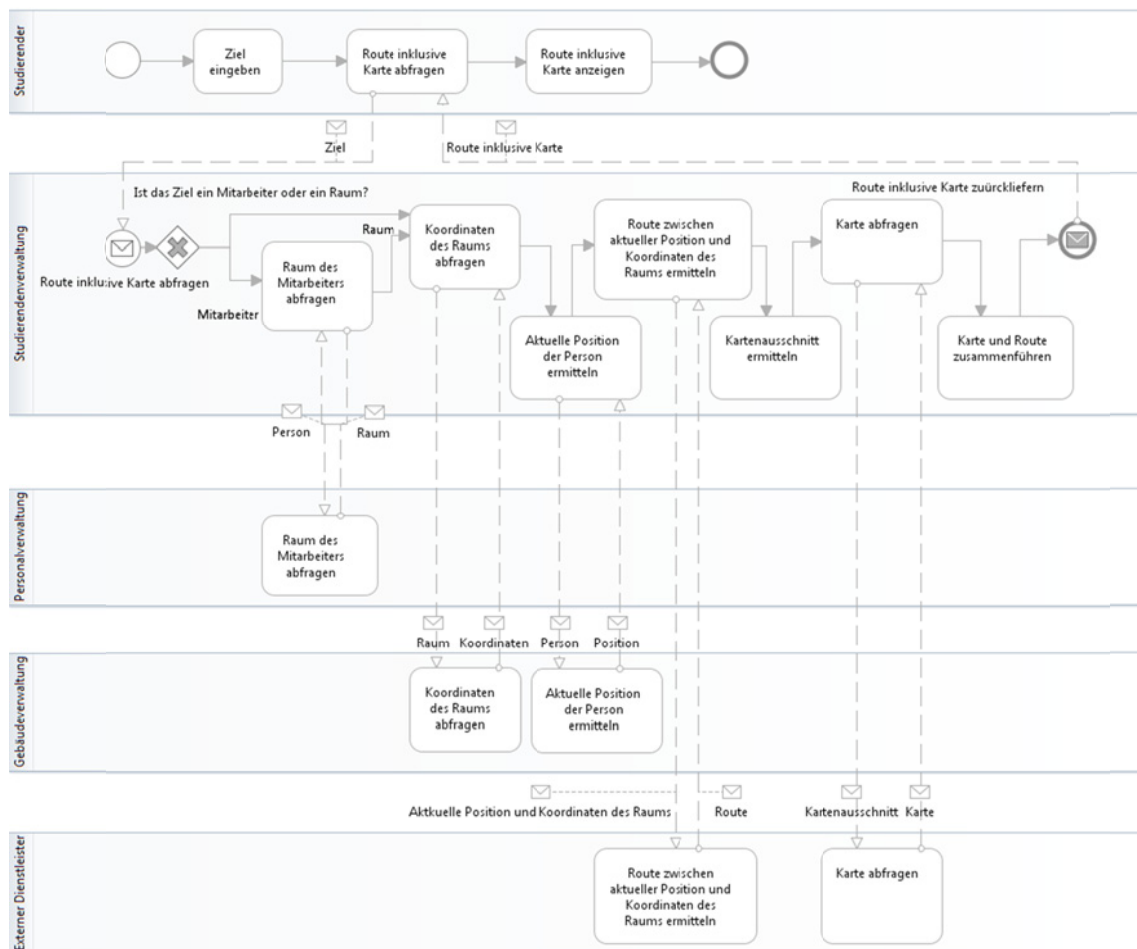 Studierender
Ziel
eingeben
Route inklusive
Karte abfragen
Route inklusive
Karte anzeigen
Ziel
Route inklusive Karte
Studierendenverwaltung
Ist das Ziel ein Mitarbeiter oder ein Raum?
Route inklusive Karte zuürckliefern
Route inklusive Karte abfragen
Raum
Mitarbeiter
Raum des
Mitarbeiters
abfragen
Koordinaten
des Raums
abfragen
Aktuelle Position
der Person
ermitteln
Route zwischen
aktueller Position und
Koordinaten des
Raums ermitteln
Kartenausschnitt
ermitteln
Karte abfragen
Karte und Route
zusammenführen
Person
Raum
Personalverwaltung
Raum des
Mitarbeiters
abfragen
Raum
Koordinaten
Person
Position
Gebäudeverwaltung
Koordinaten
des Raums
abfragen
Aktuelle Position
der Person
ermitteln
Aktkuelle Position und Koordinaten des Raums
Route
Kartenausschnitt
Karte
Externer Dienstleister
Route zwischen
aktueller Position und
Koordinaten des
Raums ermitteln
Karte abfragen